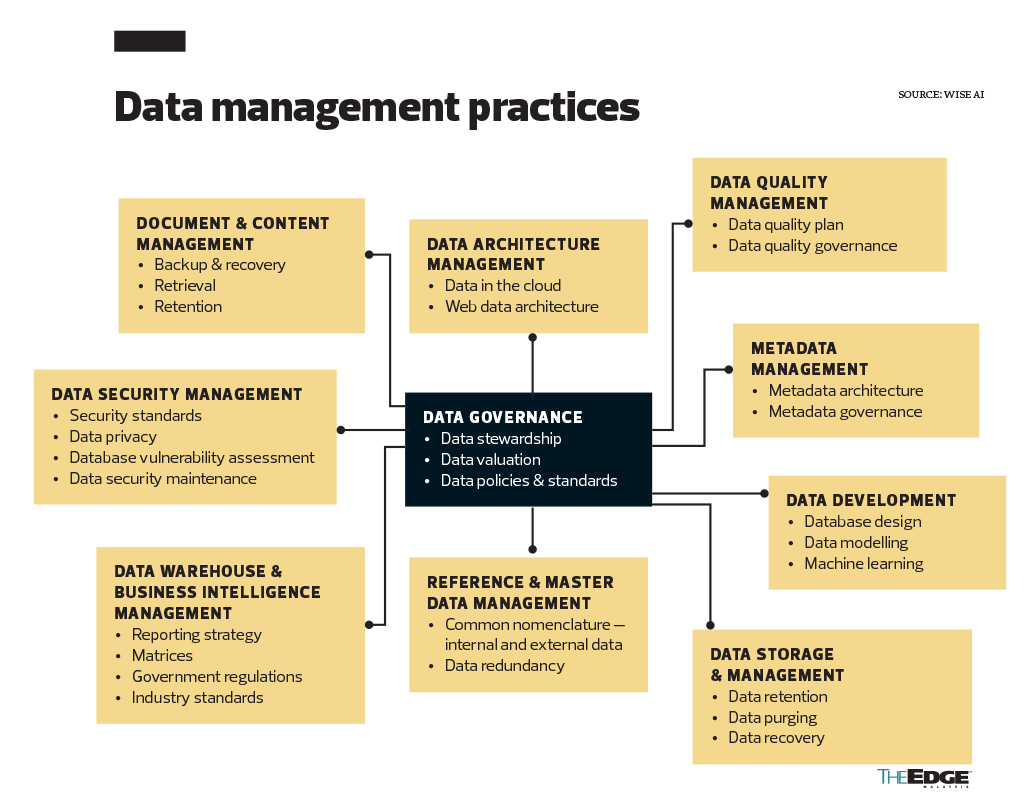 Data management practices
SOURCE: WISE AI
DOCUMENT & CONTENT
MANAGEMENT
• Backup & recovery
• Retrieval
• Retention
DATA ARCHITECTURE
MANAGEMENT
• Data in the cloud
• Web data architecture
DATA QUALITY
MANAGEMENT
• Data quality plan
• Data quality governance
METADATA
MANAGEMENT
• Metadata architecture
• Metadata governance
DATA SECURITY MANAGEMENT
• Security standards
• Data privacy
• Database vulnerability assessment
• Data security maintenance
DATA GOVERNANCE
• Data stewardship
• Data valuation
• Data policies & standards
DATA DEVELOPMENT
• Database design
• Data modelling
• Machine learning
DATA WAREHOUSE &
BUSINESS INTELLIGENCE
MANAGEMENT
• Reporting strategy
• Matrices
• Government regulations
• Industry standards
REFERENCE & MASTER
DATA MANAGEMENT
• Common nomenclature —
internal and external data
• Data redundancy
DATA STORAGE
& MANAGEMENT
• Data retention
• Data purging
• Data recovery
THE EDGE
MALAYSIA